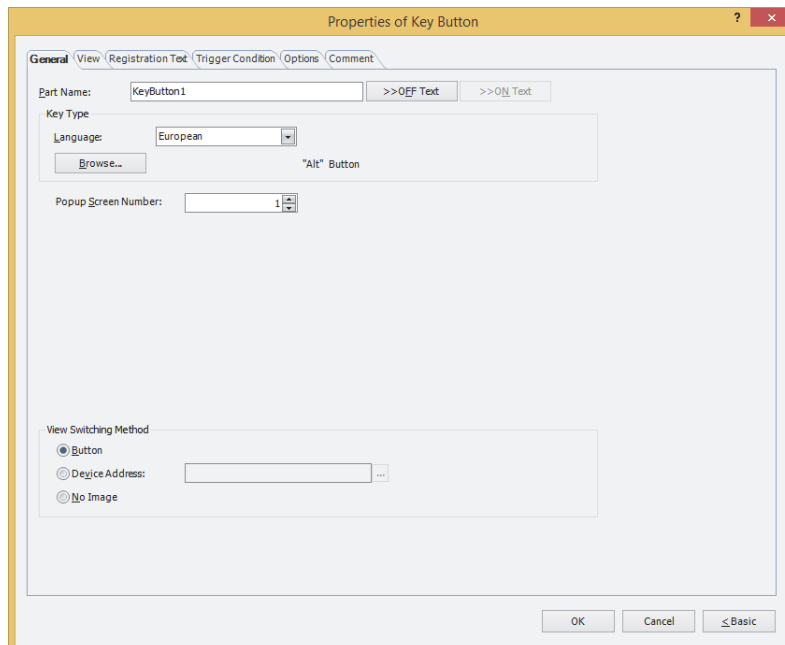 Properties of Key Button
? ×
General View Registration Text Trigger Condition Options Comment
Part Name: KeyButton1 >>OFF Text >>ON Text
Key Type
Language: European
Browse... "Alt" Button
Popup Screen Number: 1
View Switching Method
Button
Device Address: ...
No Image
OK Cancel <Basic